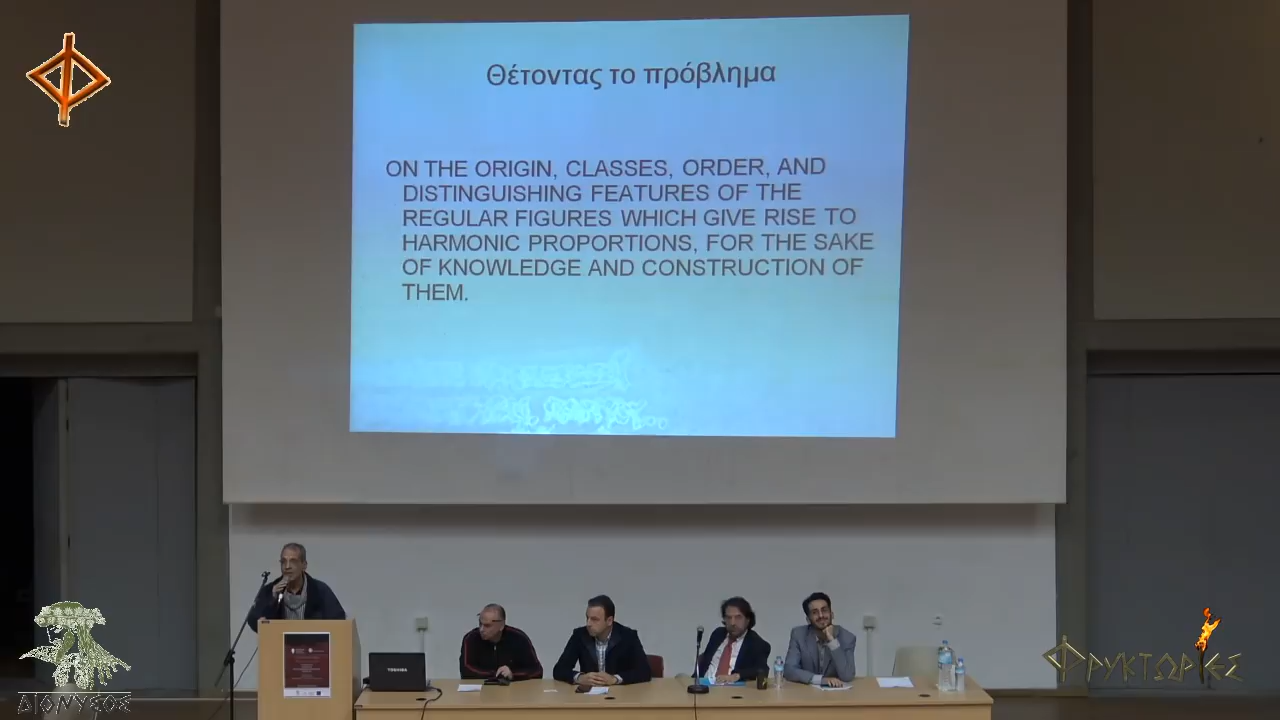 Θέτοντας το πρόβλημα
ON THE ORIGIN, CLASSES, ORDER, AND
DISTINGUISHING FEATURES OF THE
REGULAR FIGURES WHICH GIVE RISE TO
HARMONIC PROPORTIONS, FOR THE SAKE
OF KNOWLEDGE AND CONSTRUCTION OF
THEM.
TOSHIBA
ΦΡΥΚΤΩΡΙΕΣ
ΔΙΟΝΥΣΟΣ